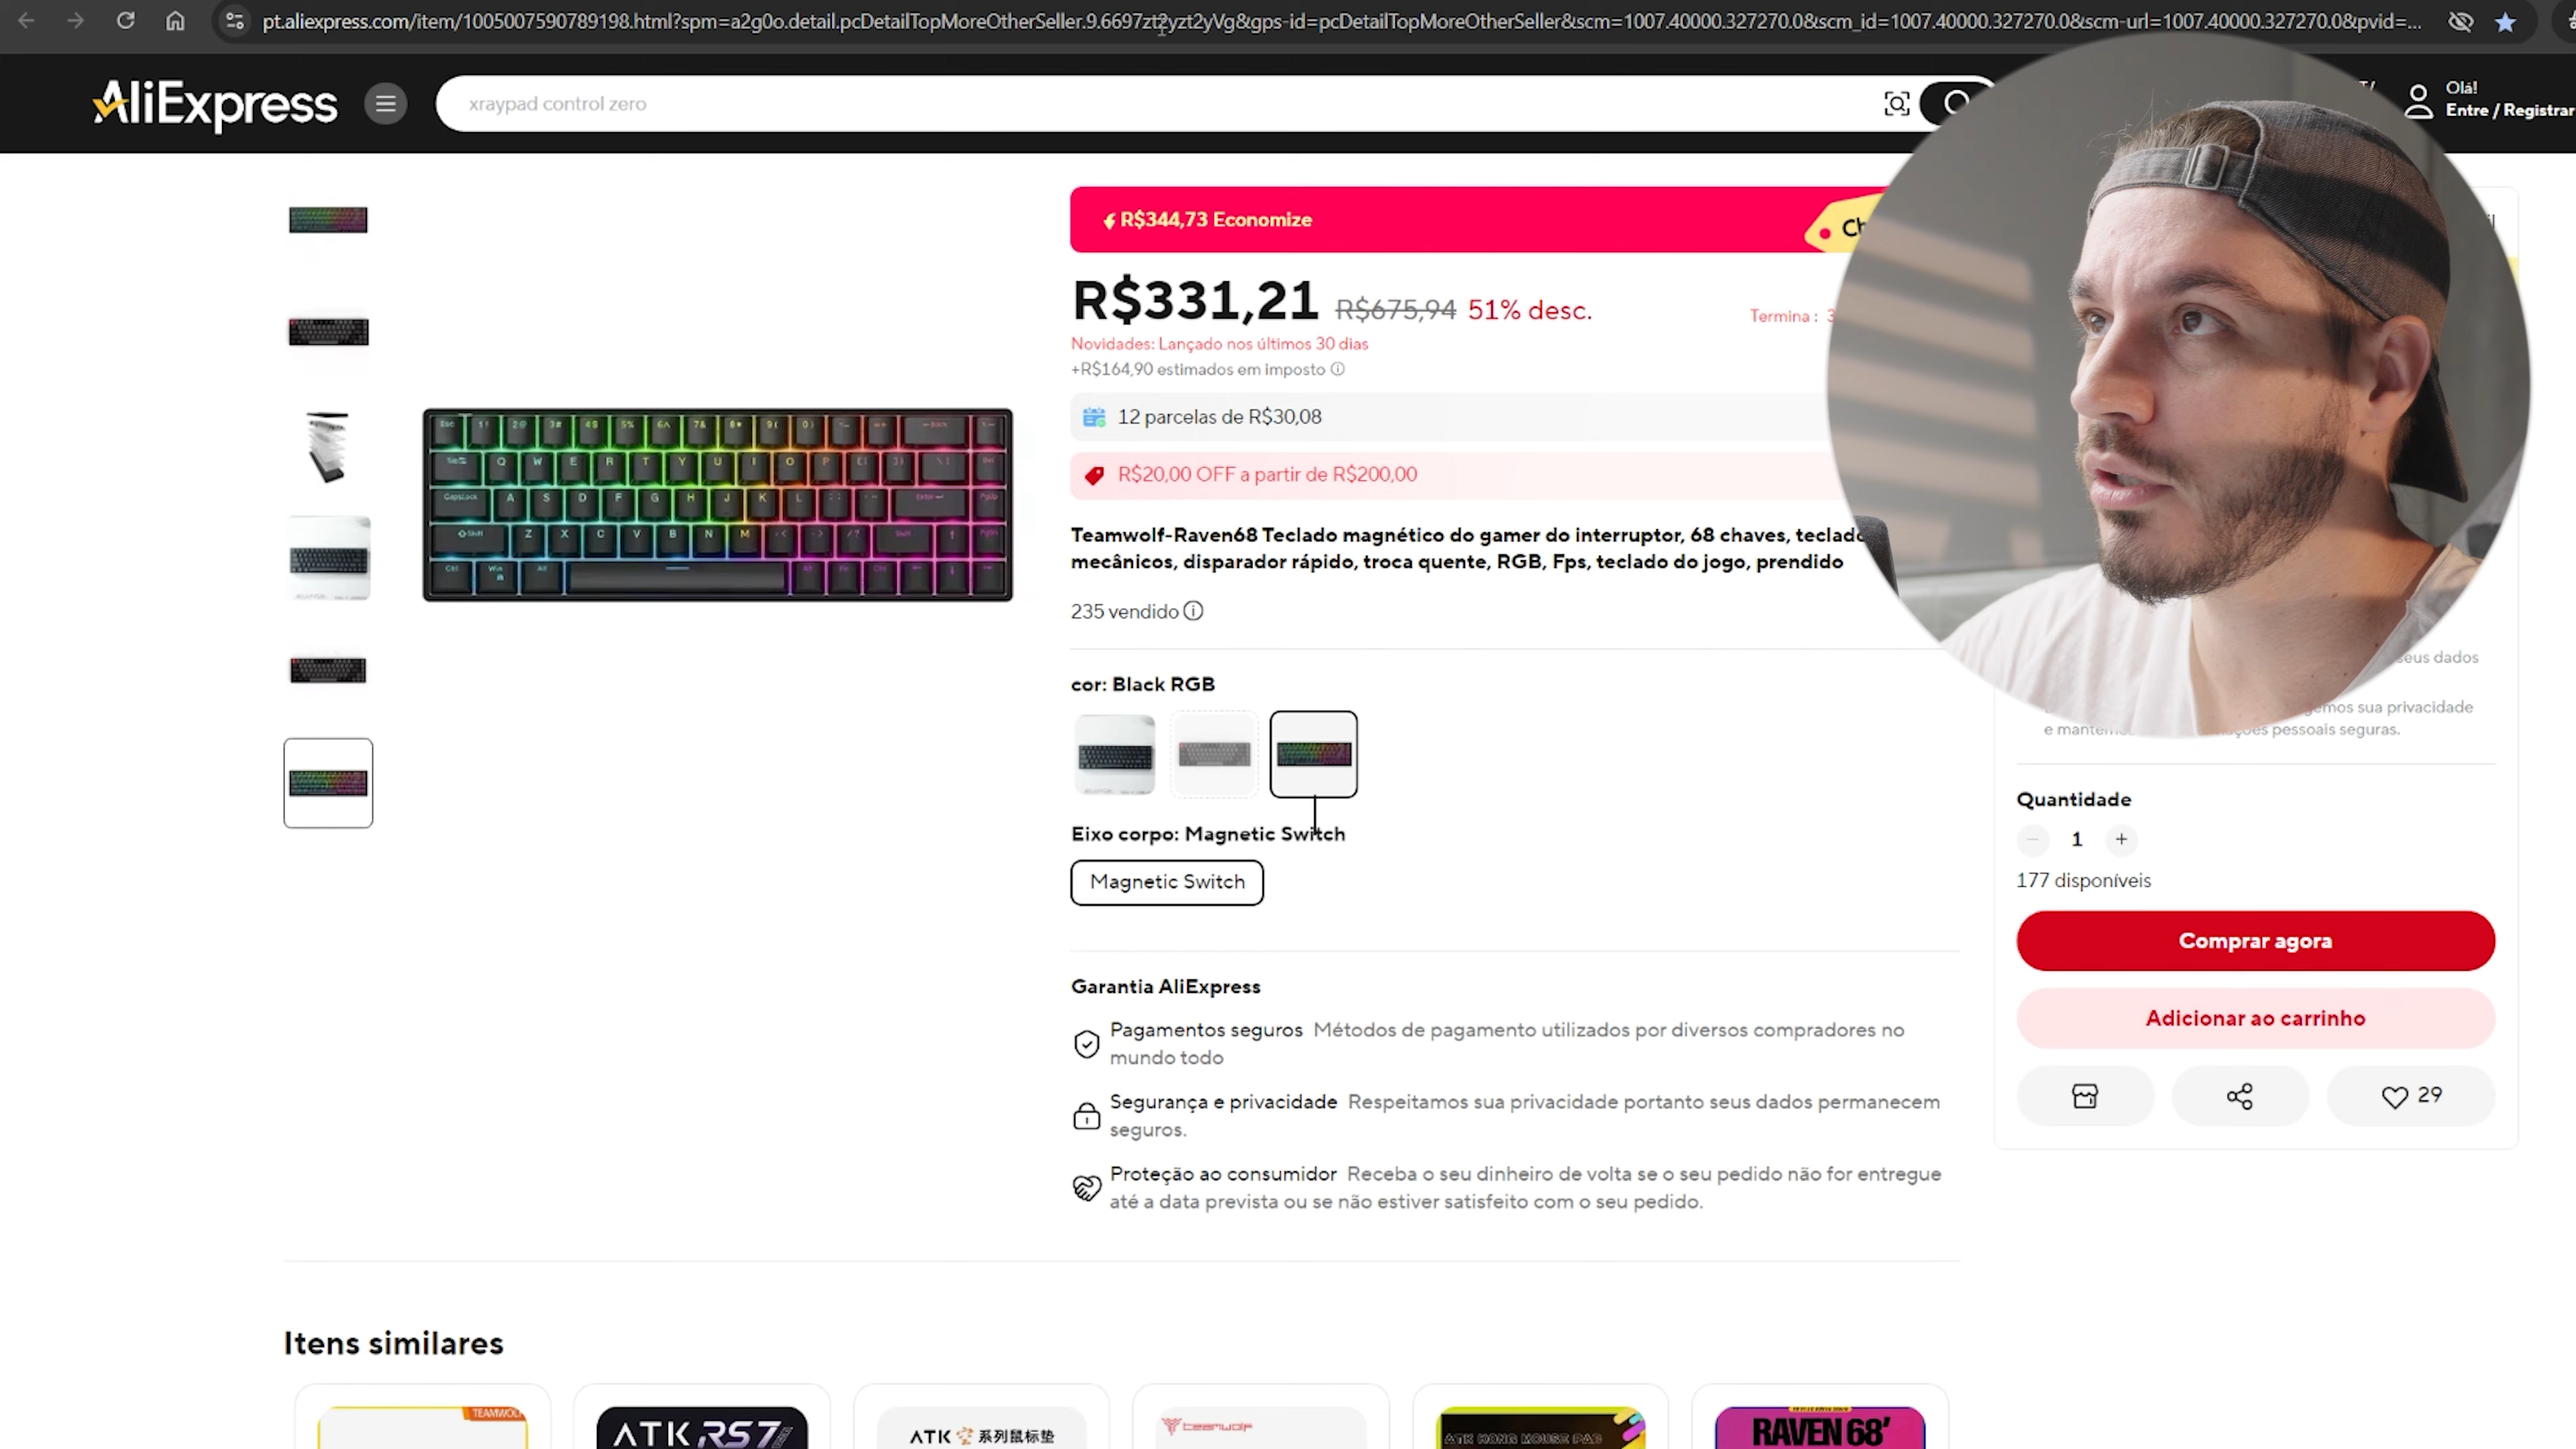 pt.aliexpress.com/item/1005007590789198.html?spm=a2g0o.detail.pcDetailTopMoreOtherSeller.9.6697zt2yzt2yVg&gps-id=pcDetailTopMoreOtherSeller&scm=1007.40000.327270.0&scm_id=1007.40000.327270.0&scm-url=1007.40000.327270.0&pvid=...
AliExpress
xraypad control zero
Olá!
Entre / Registrar
R$344,73 Economize
R$331,21 R$675,94 51% desc.
Termina : 3
Novidades: Lançado nos últimos 30 dias
+R$164,90 estimados em imposto
12 parcelas de R$30,08
R$20,00 OFF a partir de R$200,00
Teamwolf-Raven68 Teclado magnético do gamer do interruptor, 68 chaves, teclado
mecânicos, disparador rápido, troca quente, RGB, Fps, teclado do jogo, prendido
235 vendido
cor: Black RGB
Eixo corpo: Magnetic Switch
Magnetic Switch
Garantia AliExpress
Pagamentos seguros Métodos de pagamento utilizados por diversos compradores no
mundo todo
Segurança e privacidade Respeitamos sua privacidade portanto seus dados permanecem
seguros.
Proteção ao consumidor Receba o seu dinheiro de volta se o seu pedido não for entregue
até a data prevista ou se não estiver satisfeito com o seu pedido.
seus dados
sua privacidade
e pessoais seguras.
Quantidade
1
177 disponíveis
Comprar agora
Adicionar ao carrinho
29
Itens similares
TEAMWOLF
ATK RS7
ATK 系列鼠标垫
teamwolf
ATK KONG MOUSE PAD
RAVEN 68'